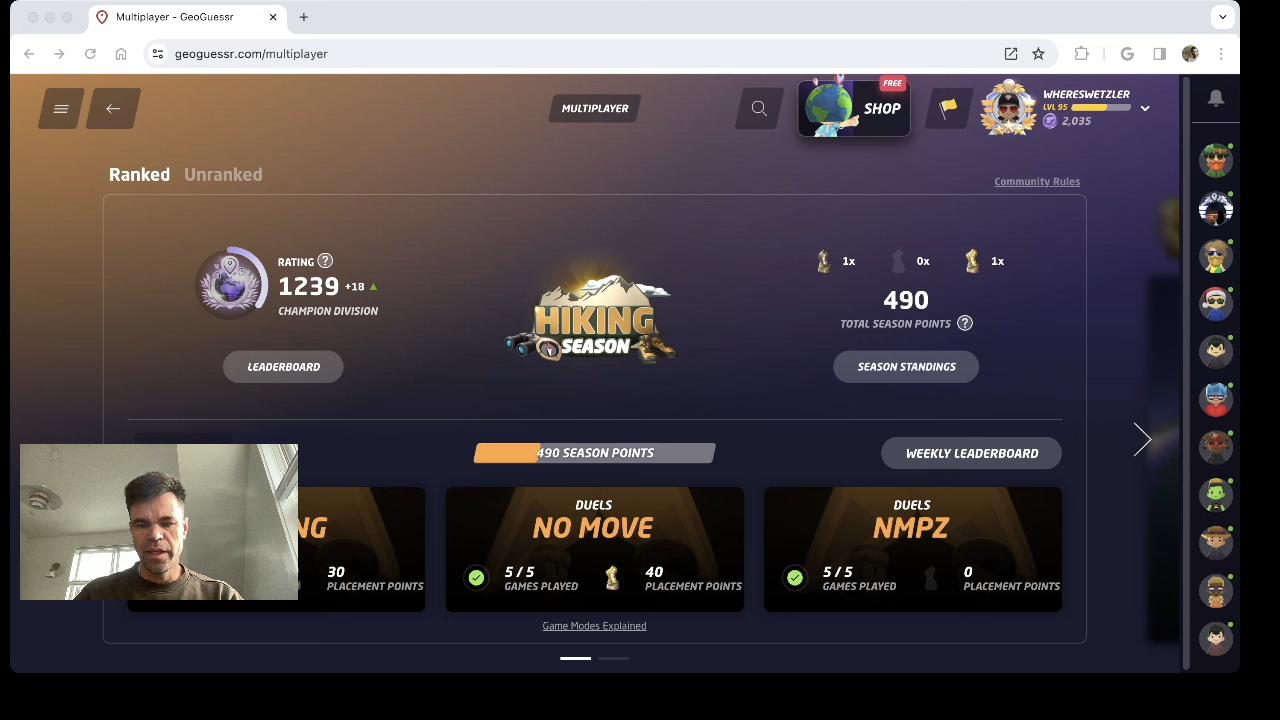 Multiplayer - GeoGuessr
geoguessr.com/multiplayer
MULTIPLAYER
FREE
SHOP
WHERESWETZLER
LVL 95
2,035
Ranked
Unranked
Community Rules
RATING ?
1239 +18
CHAMPION DIVISION
LEADERBOARD
HIKING
SEASON
1x
0x
1x
490
TOTAL SEASON POINTS ?
SEASON STANDINGS
490 SEASON POINTS
WEEKLY LEADERBOARD
NG
30
PLACEMENT POINTS
DUELS
NO MOVE
5 / 5
GAMES PLAYED
40
PLACEMENT POINTS
DUELS
NMPZ
5 / 5
GAMES PLAYED
0
PLACEMENT POINTS
Game Modes Explained